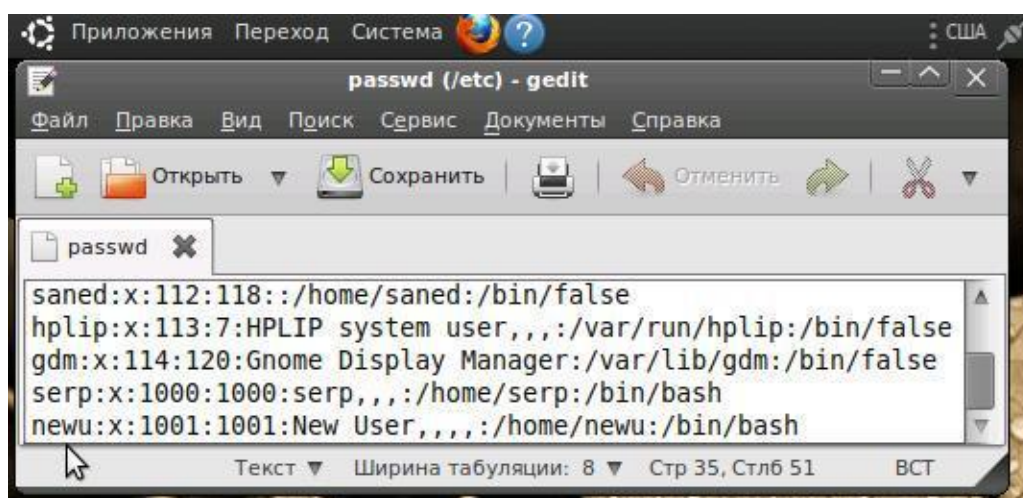 Приложения Переход Система ? США
passwd (/etc) - gedit
Файл Правка Вид Поиск Сервис Документы Справка
Открыть Сохранить Отменить
passwd
saned:x:112:118::/home/saned:/bin/false
hplip:x:113:7:HPLIP system user,,,:/var/run/hplip:/bin/false
gdm:x:114:120:Gnome Display Manager:/var/lib/gdm:/bin/false
serp:x:1000:1000:serp,,,:/home/serp:/bin/bash
newu:x:1001:1001:New User,,,,:/home/newu:/bin/bash
Текст Ширина табуляции: 8 Стр 35, Стлб 51 ВСТ